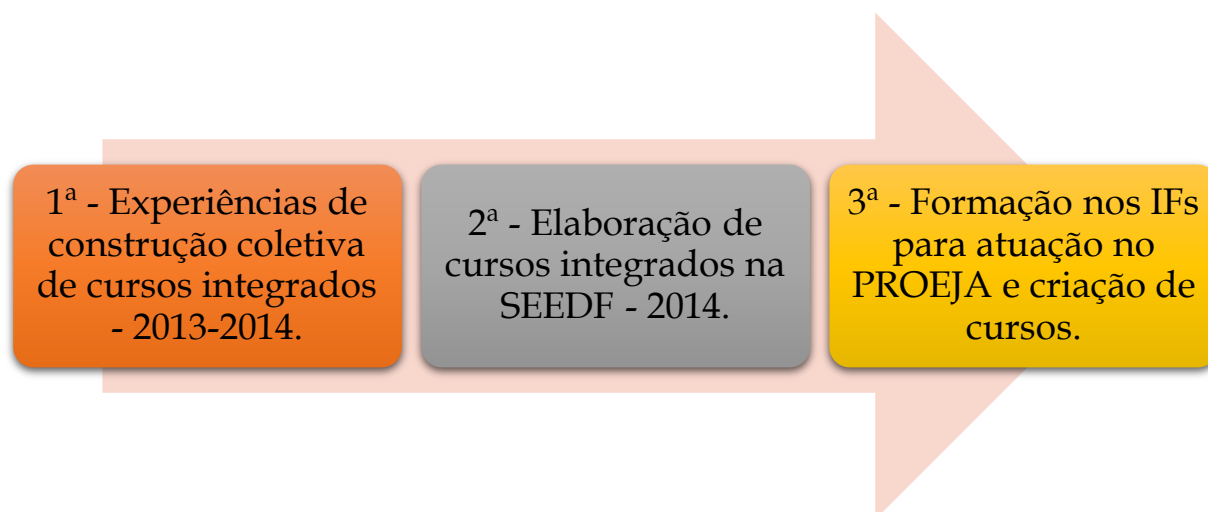 1ª - Experiências de
construção coletiva
de cursos integrados
- 2013-2014.
2ª - Elaboração de
cursos integrados na
SEEDF - 2014.
3ª - Formação nos IFs
para atuação no
PROEJA e criação de
cursos.